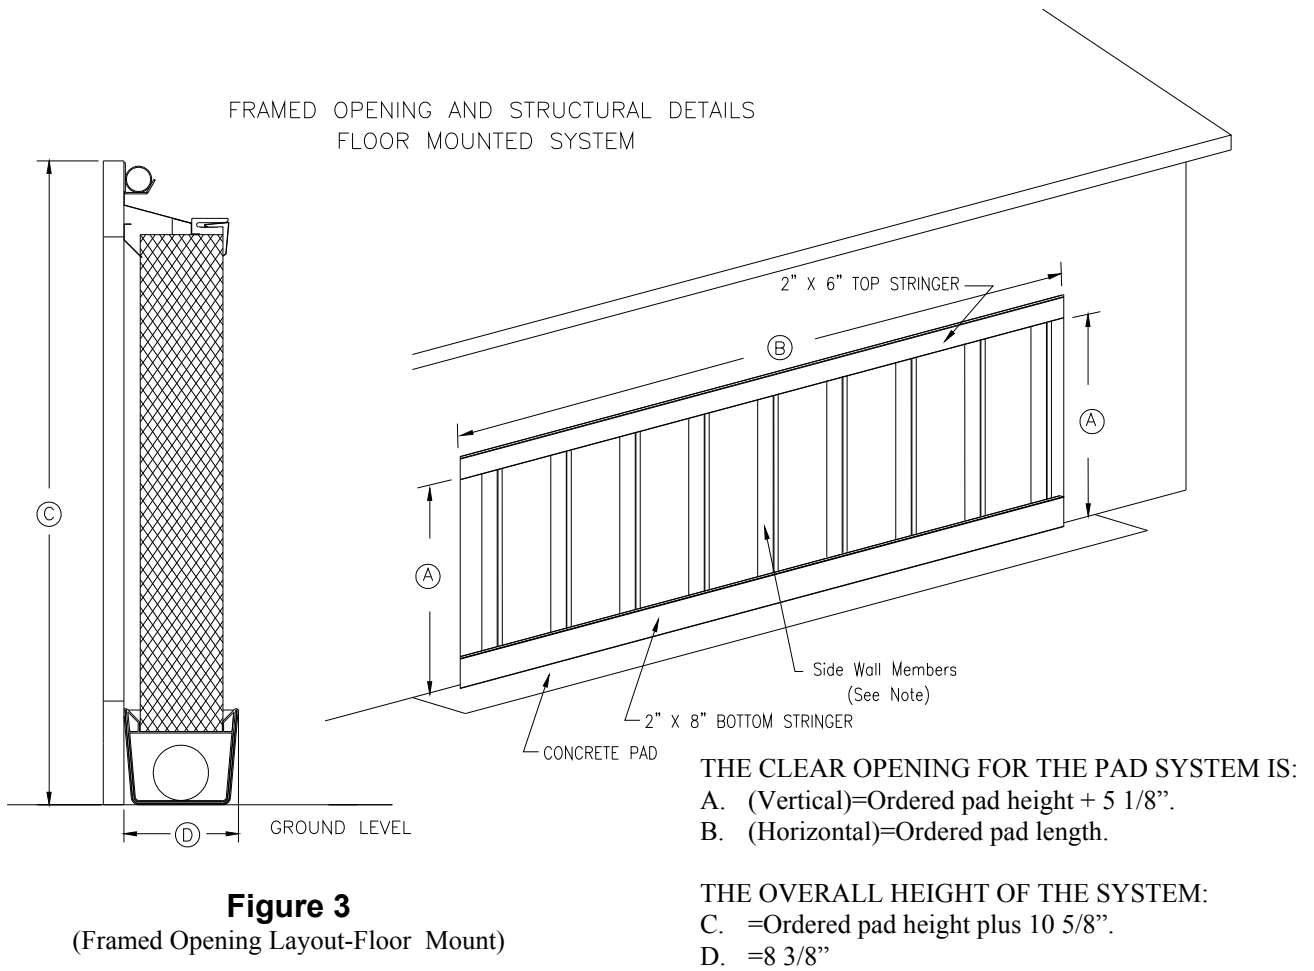 FRAMED OPENING AND STRUCTURAL DETAILS
FLOOR MOUNTED SYSTEM
2” X 6” TOP STRINGER
B
A
C
A
Side Wall Members
(See Note)
2” X 8” BOTTOM STRINGER
CONCRETE PAD
D
GROUND LEVEL
THE CLEAR OPENING FOR THE PAD SYSTEM IS:
A. (Vertical)=Ordered pad height + 5 1/8”.
B. (Horizontal)=Ordered pad length.
THE OVERALL HEIGHT OF THE SYSTEM:
C. =Ordered pad height plus 10 5/8”.
D. =8 3/8”
Figure 3
(Framed Opening Layout-Floor Mount)